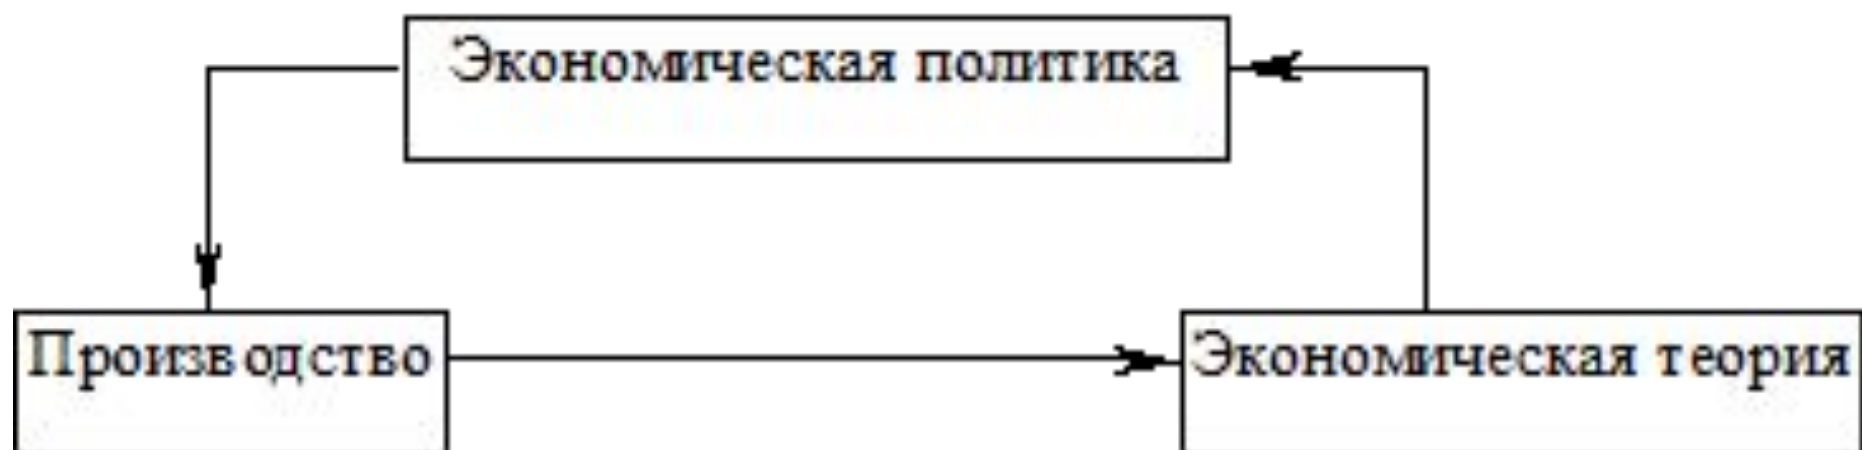 Экономическая политика
Производство
Экономическая теория